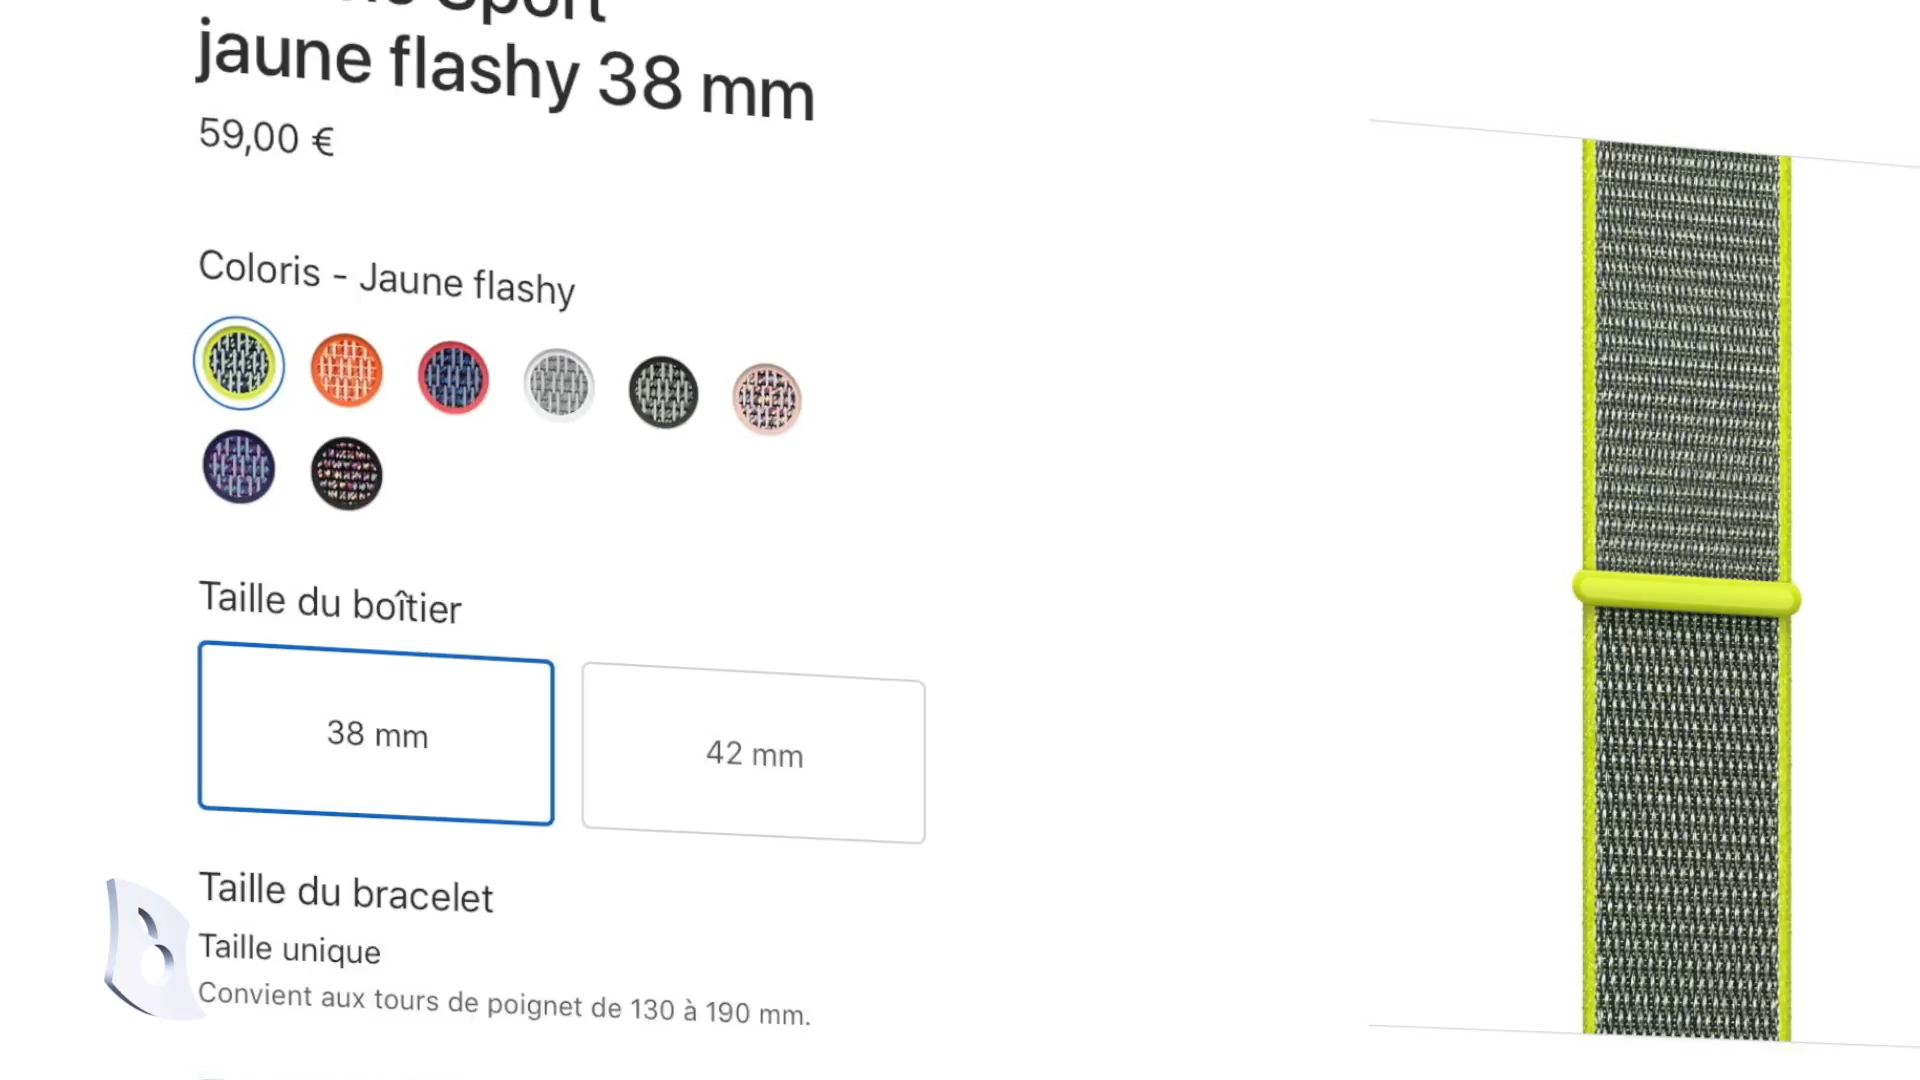 Sport
jaune flashy 38 mm
59,00 €
Coloris - Jaune flashy
Taille du boîtier
38 mm
42 mm
Taille du bracelet
Taille unique
Convient aux tours de poignet de 130 à 190 mm.